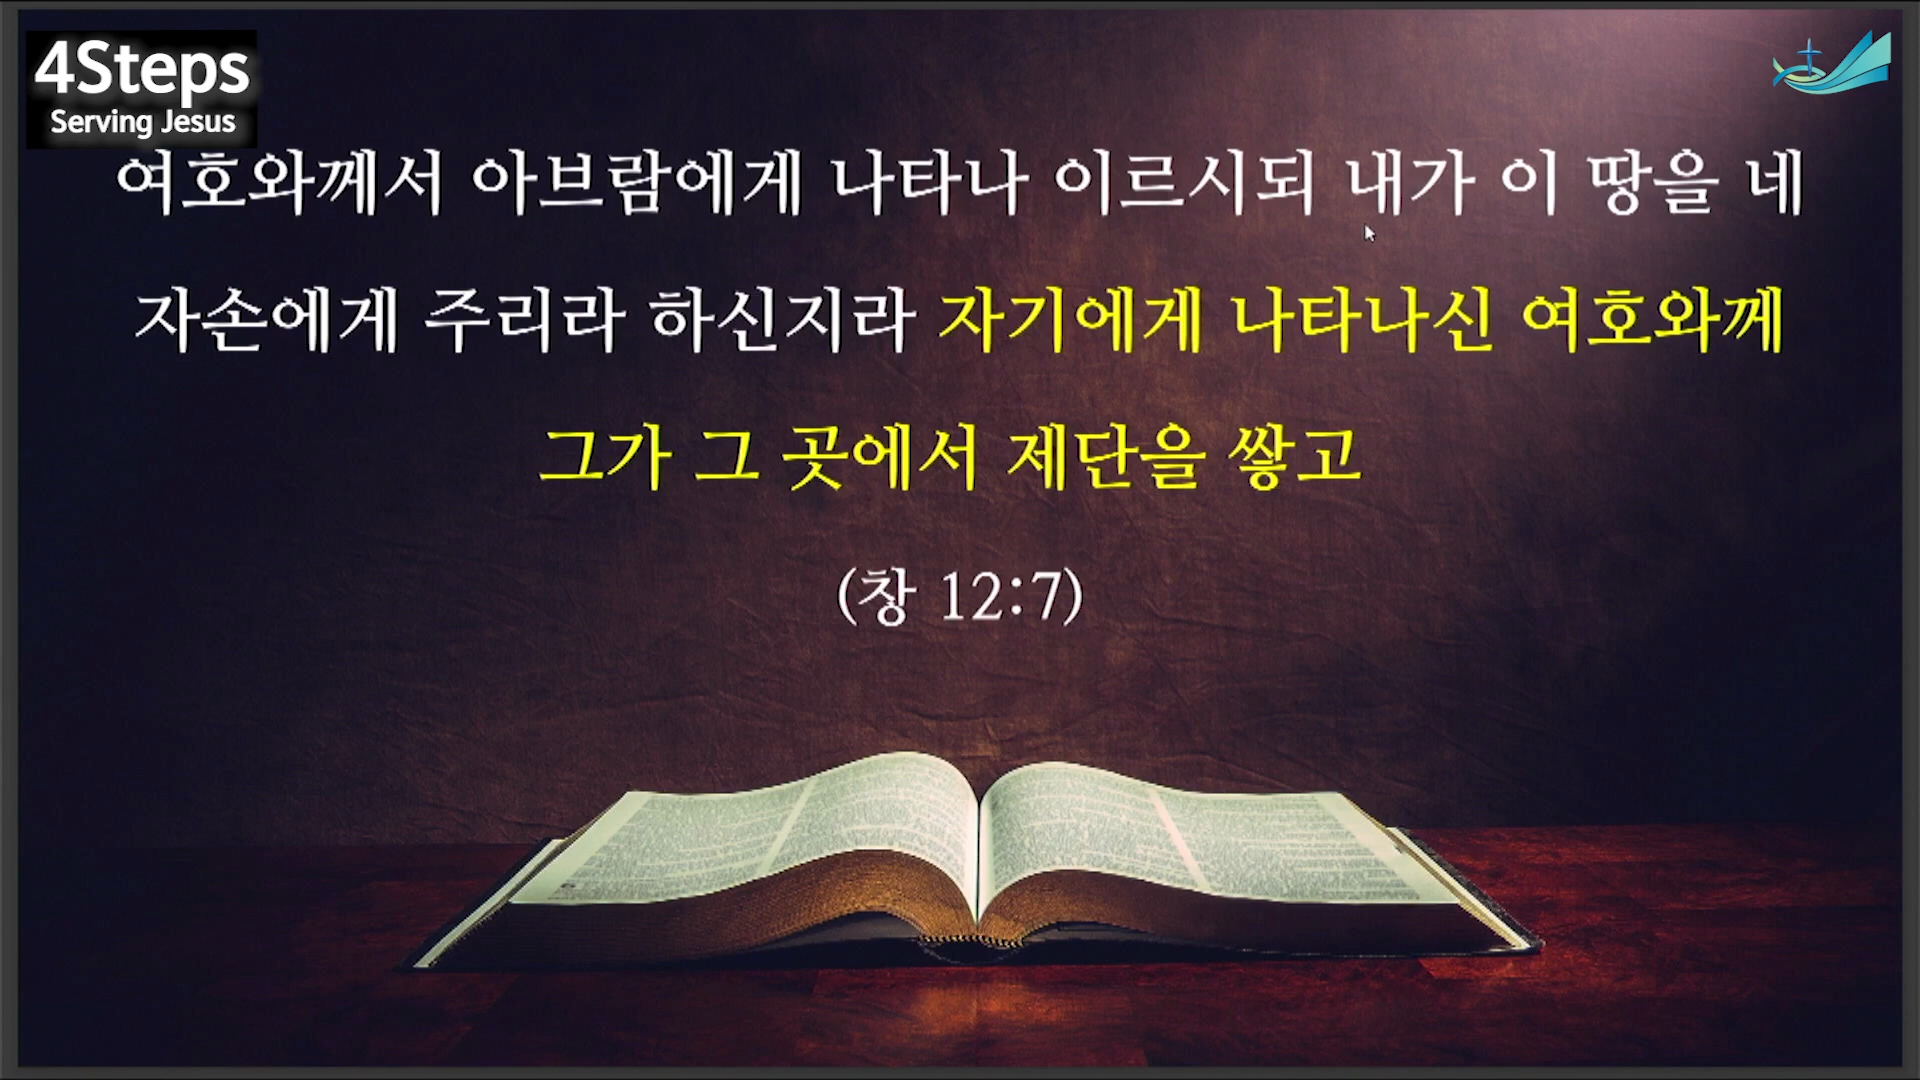 4Steps
Serving Jesus
여호와께서 아브람에게 나타나 이르시되 내가 이 땅을 네
자손에게 주리라 하신지라 자기에게 나타나신 여호와께
그가 그 곳에서 제단을 쌓고
(창 12:7)